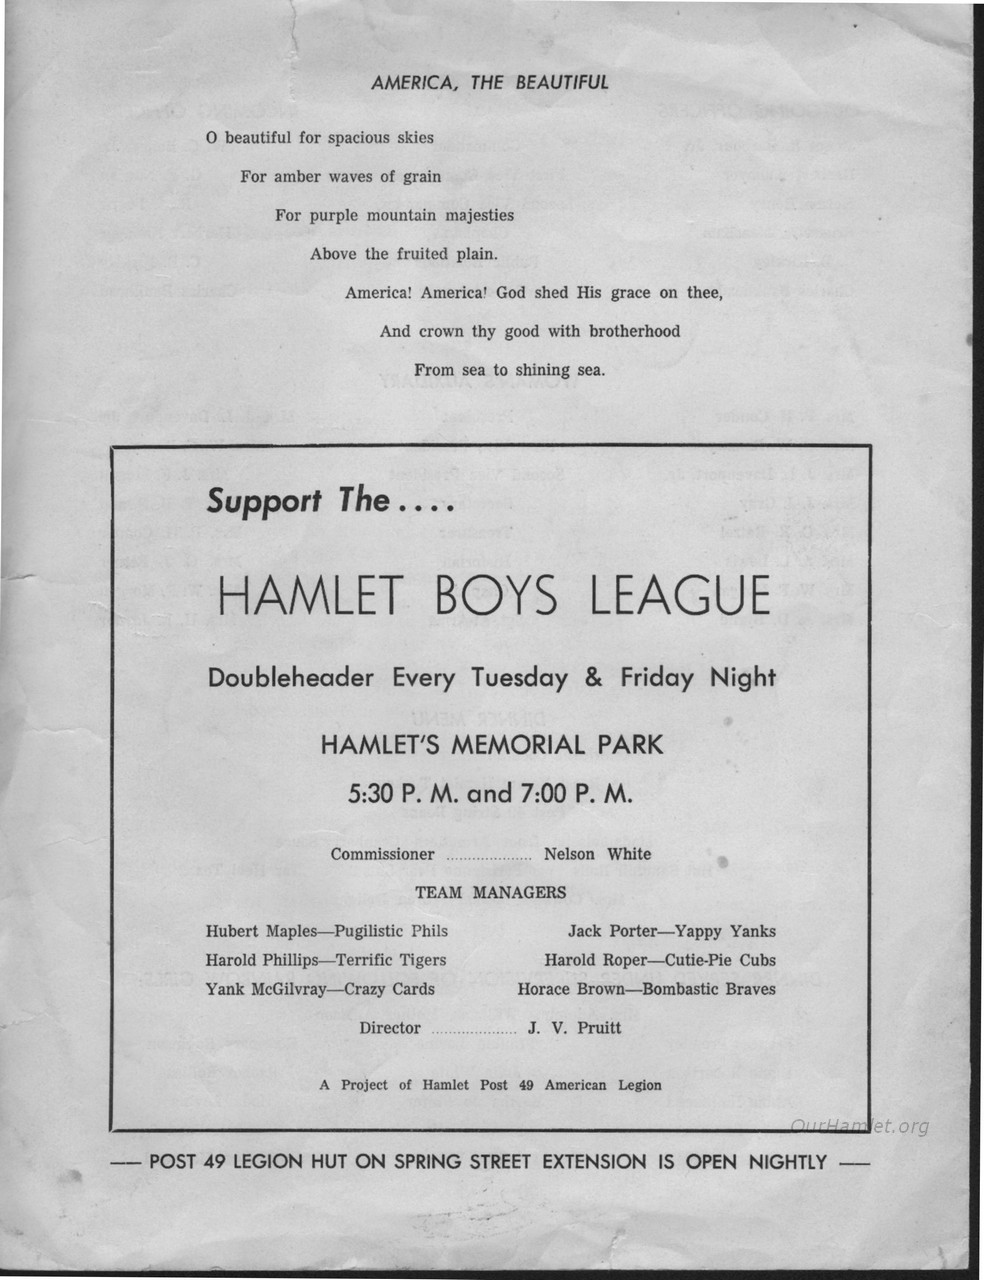 AMERICA, THE BEAUTIFUL
O beautiful for spacious skies
For amber waves of grain
For purple mountain majesties
Above the fruited plain.
America! America! God shed His grace on thee,
And crown thy good with brotherhood
From sea to shining sea.
Support The....
HAMLET BOYS LEAGUE
Doubleheader Every Tuesday & Friday Night
HAMLET'S MEMORIAL PARK
5:30 P. M. and 7:00 P. M.
Commissioner .................... Nelson White
TEAM MANAGERS
Hubert Maples—Pugilistic Phils Jack Porter—Yappy Yanks
Harold Phillips—Terrific Tigers Harold Roper—Cutie-Pie Cubs
Yank McGilvray—Crazy Cards Horace Brown—Bombastic Braves
Director .................... J. V. Pruitt
A Project of Hamlet Post 49 American Legion
OurHamlet.org
— POST 49 LEGION HUT ON SPRING STREET EXTENSION IS OPEN NIGHTLY —